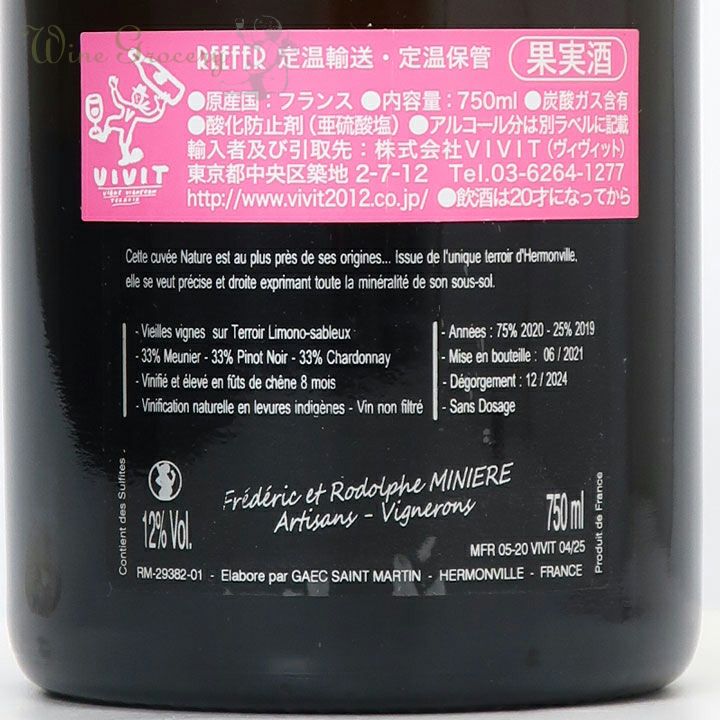 Wine Grocery
REEFER 定温輸送・定温保管 果実酒
●原産国：フランス ●内容量：750ml ●炭酸ガス含有
●酸化防止剤（亜硫酸塩）●アルコール分は別ラベルに記載
輸入者及び引取先：株式会社VIVIT（ヴィヴィット）
東京都中央区築地 2-7-12 Tel.03-6264-1277
http://www.vivit2012.co.jp/ ●飲酒は20才になってから
VIVIT
Cette cuvée Nature est au plus près de ses origines... Issue de l'unique terroir d'Hermonville,
elle se veut précise et droite exprimant toute la minéralité de son sous-sol.
- Vieilles vignes sur Terroir Limono-sableux
- 33% Meunier - 33% Pinot Noir - 33% Chardonnay
- Vinifié et élevé en fûts de chêne 8 mois
- Vinification naturelle en levures indigènes - Vin non filtré
- Années : 75% 2020 - 25% 2019
- Mise en bouteille : 06 / 2021
- Dégorgement : 12 / 2024
- Sans Dosage
Contient des Sulfites .
12% Vol.
Frédéric et Rodolphe MINIERE
Artisans - Vignerons
750 ml
Produit de France
MFR 05-20 VIVIT 04/25
RM-29382-01 - Elabore par GAEC SAINT MARTIN - HERMONVILLE - FRANCE